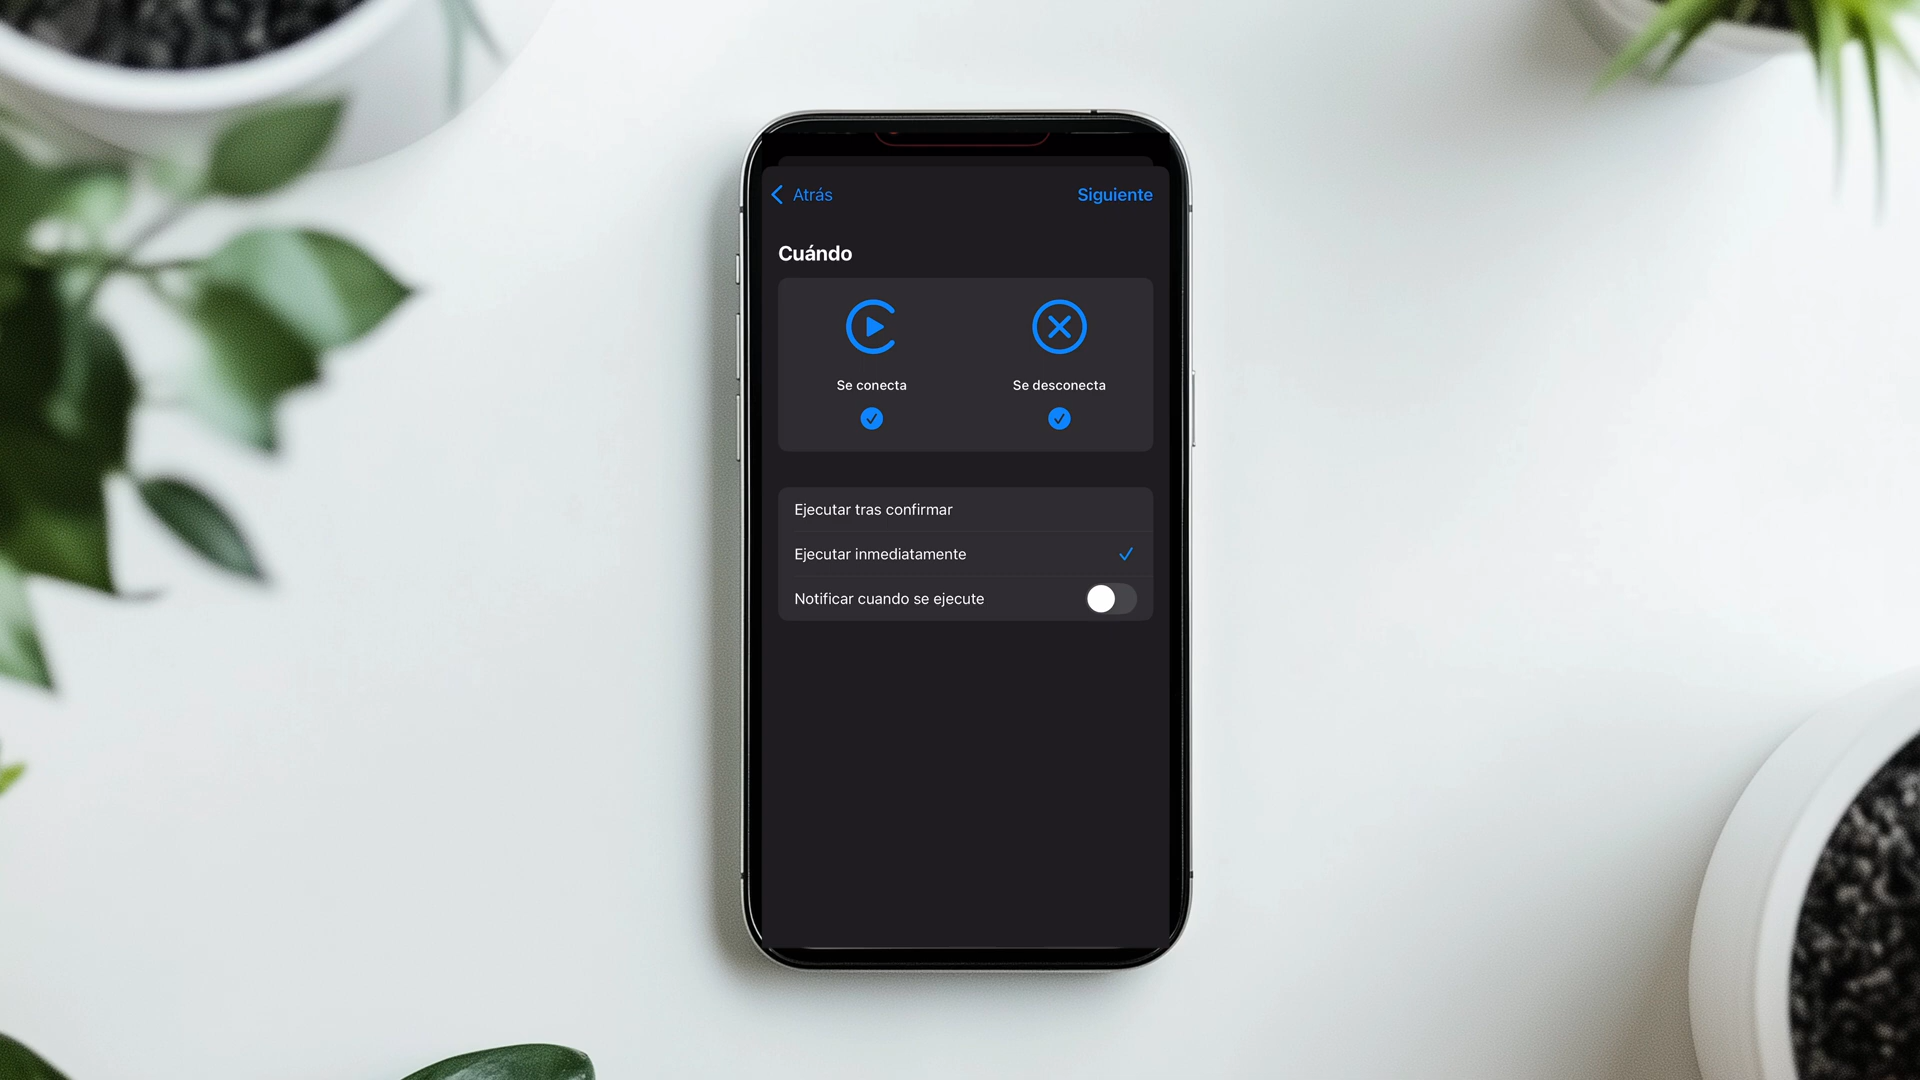 Atrás
Siguiente
Cuándo
Se conecta
Se desconecta
Ejecutar tras confirmar
Ejecutar inmediatamente
Notificar cuando se ejecute